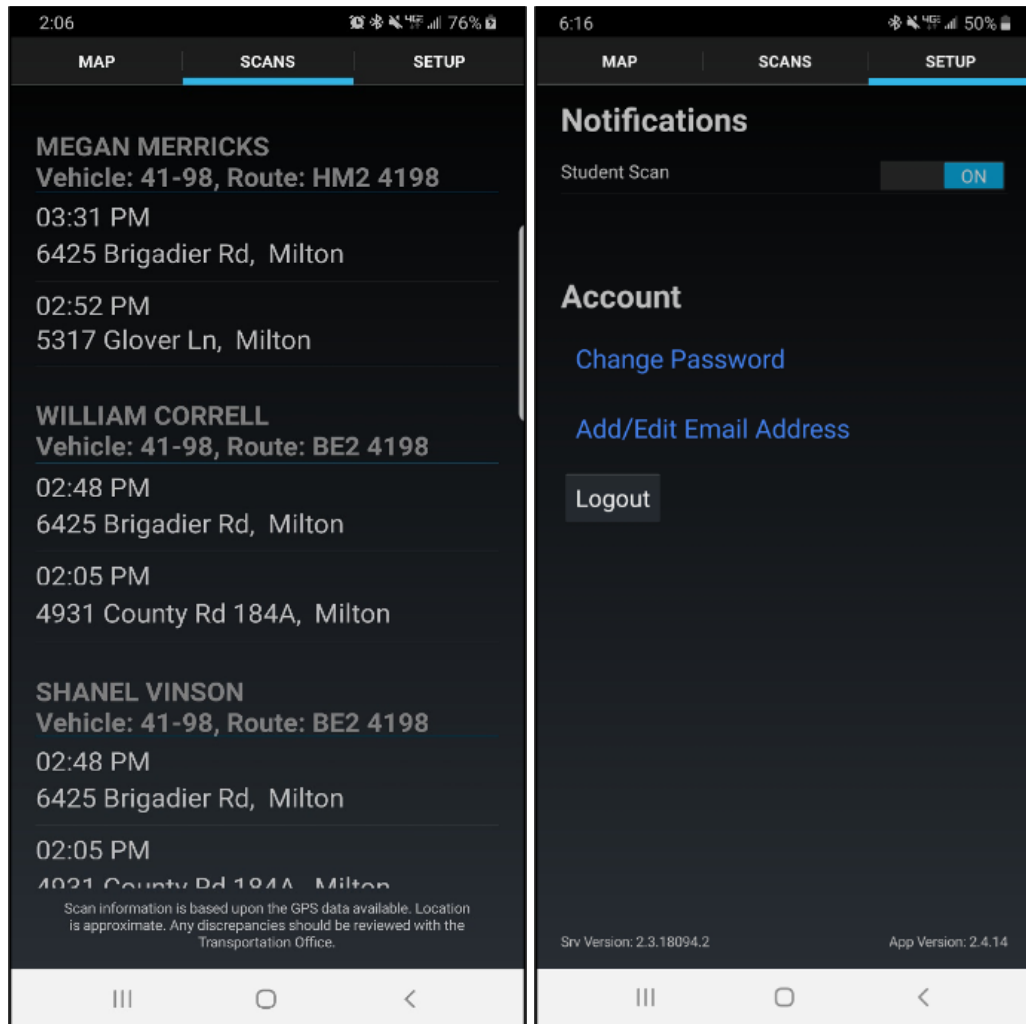 2:06
76%
MAP SCANS SETUP
MEGAN MERRICKS
Vehicle: 41-98, Route: HM2 4198
03:31 PM
6425 Brigadier Rd, Milton
02:52 PM
5317 Glover Ln, Milton
WILLIAM CORRELL
Vehicle: 41-98, Route: BE2 4198
02:48 PM
6425 Brigadier Rd, Milton
02:05 PM
4931 County Rd 184A, Milton
SHANEL VINSON
Vehicle: 41-98, Route: BE2 4198
02:48 PM
6425 Brigadier Rd, Milton
02:05 PM
4931 County Rd 184A, Milton
Scan information is based upon the GPS data available. Location
is approximate. Any discrepancies should be reviewed with the
Transportation Office.
6:16
50%
MAP SCANS SETUP
Notifications
Student Scan ON
Account
Change Password
Add/Edit Email Address
Logout
Srv Version: 2.3.18094.2 App Version: 2.4.14